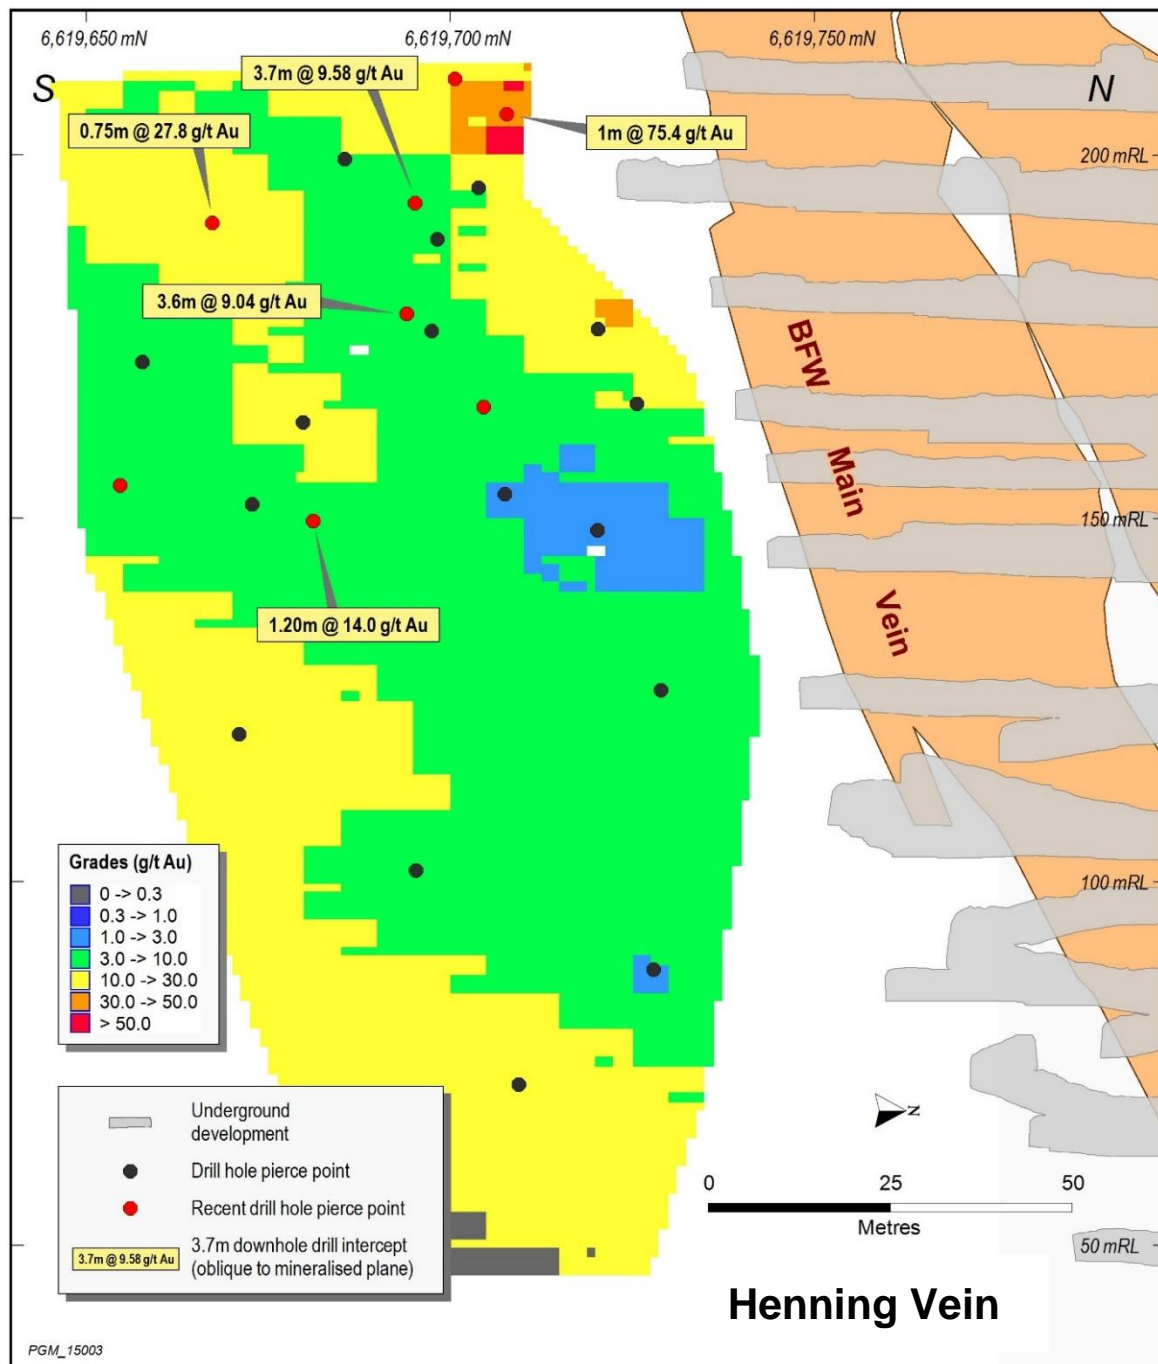 6,619,650 mN
6,619,700 mN
6,619,750 mN
S
N
3.7m @ 9.58 g/t Au
0.75m @ 27.8 g/t Au
1m @ 75.4 g/t Au
200 mRL
3.6m @ 9.04 g/t Au
BFW
Main
Vein
150 mRL
1.20m @ 14.0 g/t Au
100 mRL
Grades (g/t Au)
0 -> 0.3
0.3 -> 1.0
1.0 -> 3.0
3.0 -> 10.0
10.0 -> 30.0
30.0 -> 50.0
> 50.0
Underground
development
Drill hole pierce point
Recent drill hole pierce point
3.7m @ 9.58 g/t Au
3.7m downhole drill intercept
(oblique to mineralised plane)
N
0 25 50
Metres
50 mRL
Henning Vein
PGM_15003